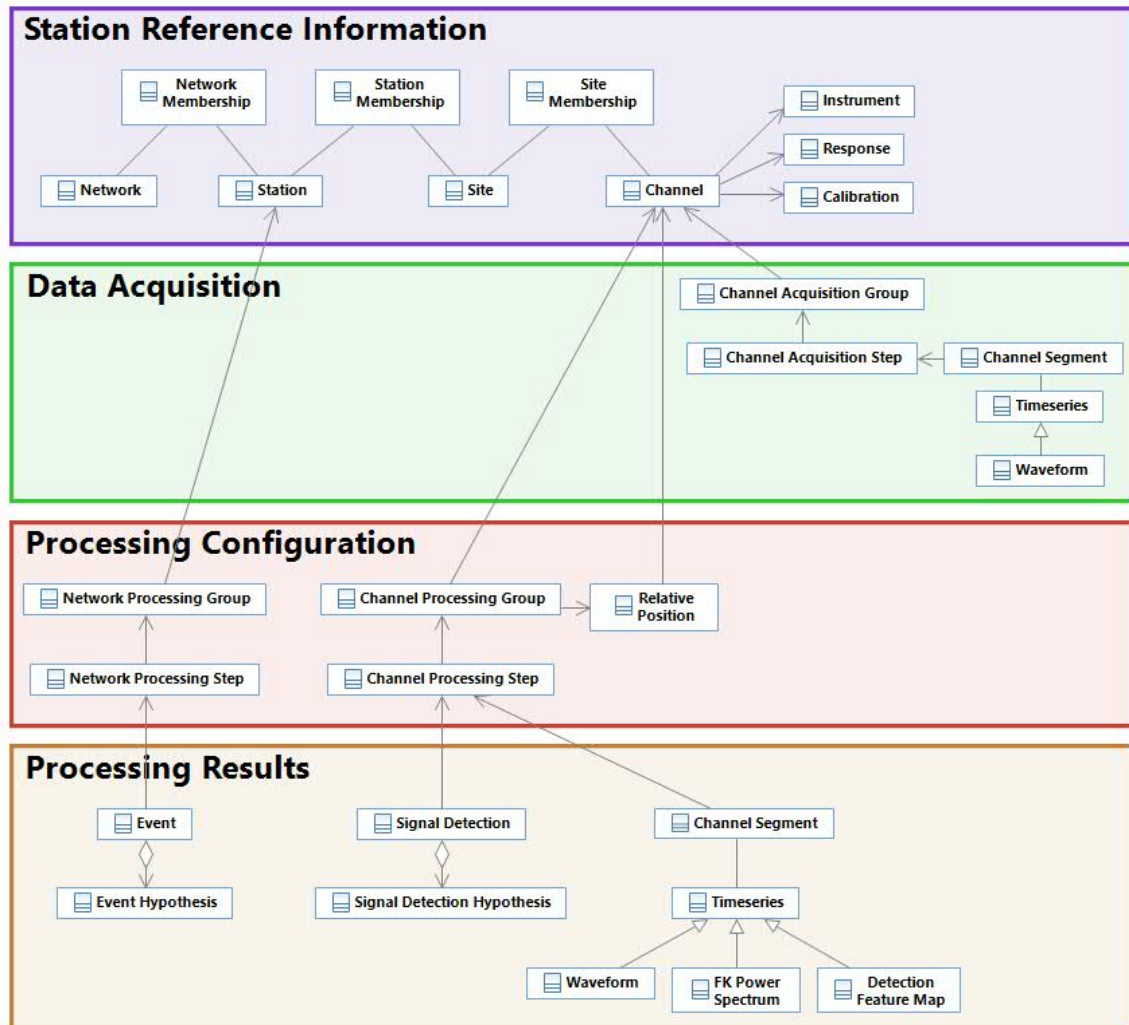 Station Reference Information
Network
Membership
Station
Membership
Site
Membership
Instrument
Response
Calibration
Network
Station
Site
Channel
Data Acquisition
Channel Acquisition Group
Channel Acquisition Step
Channel Segment
Timeseries
Waveform
Processing Configuration
Network Processing Group
Channel Processing Group
Relative
Position
Network Processing Step
Channel Processing Step
Processing Results
Event
Signal Detection
Channel Segment
Event Hypothesis
Signal Detection Hypothesis
Timeseries
Waveform
FK Power
Spectrum
Detection
Feature Map